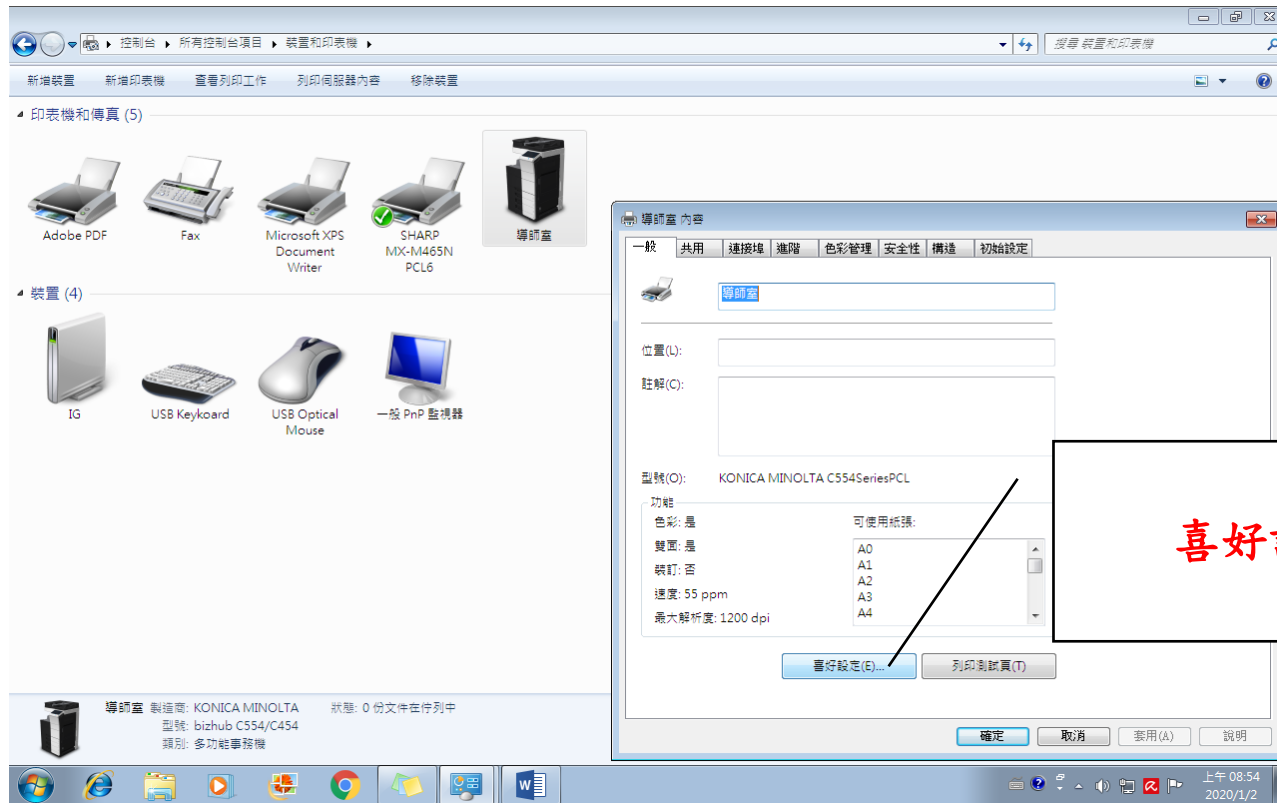 控制台 ▸ 所有控制台項目 ▸ 裝置和印表機 ▸
搜尋 裝置和印表機
新增裝置 新增印表機 查看列印工作 列印伺服器內容 移除裝置
印表機和傳真 (5)
Adobe PDF
Fax
Microsoft XPS
Document
Writer
SHARP
MX-M465N
PCL6
導師室
裝置 (4)
IG
USB Keykoard
USB Optical
Mouse
一般 PnP 監視器
導師室 內容
一般 共用 連接埠 進階 色彩管理 安全性 構造 初始設定
導師室
位置(L):
註解(C):
型號(O): KONICA MINOLTA C554SeriesPCL
功能
色彩: 是
雙面: 是
裝訂: 否
速度: 55 ppm
最大解析度: 1200 dpi
可使用紙張:
A0
A1
A2
A3
A4
喜好設定(E)... 列印測試頁(T)
確定 取消 套用(A) 說明
喜好
導師室 製造商: KONICA MINOLTA 狀態: 0 份文件在佇列中
型號: bizhub C554/C454
類別: 多功能事務機
上午 08:54
2020/1/2